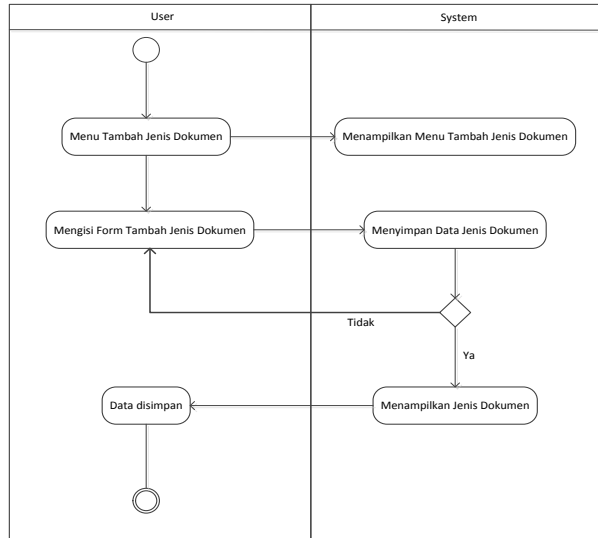 User
System
Menu Tambah Jenis Dokumen
Menampilkan Menu Tambah Jenis Dokumen
Mengisi Form Tambah Jenis Dokumen
Menyimpan Data Jenis Dokumen
Tidak
Ya
Data disimpan
Menampilkan Jenis Dokumen